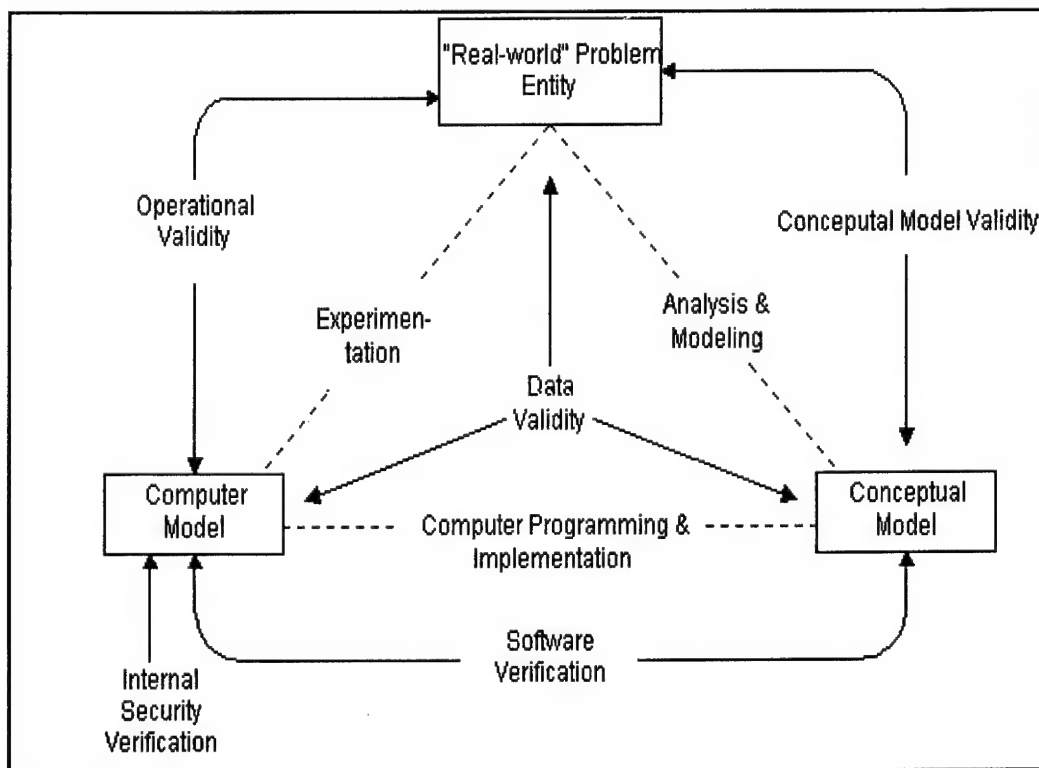 "Real-world" Problem
Entity
Operational
Validity
Conceputal Model Validity
Experimen-
tation
Analysis &
Modeling
Data
Validity
Computer
Model
Conceptual
Model
Computer Programming &
Implementation
Software
Verification
Internal
Security
Verification